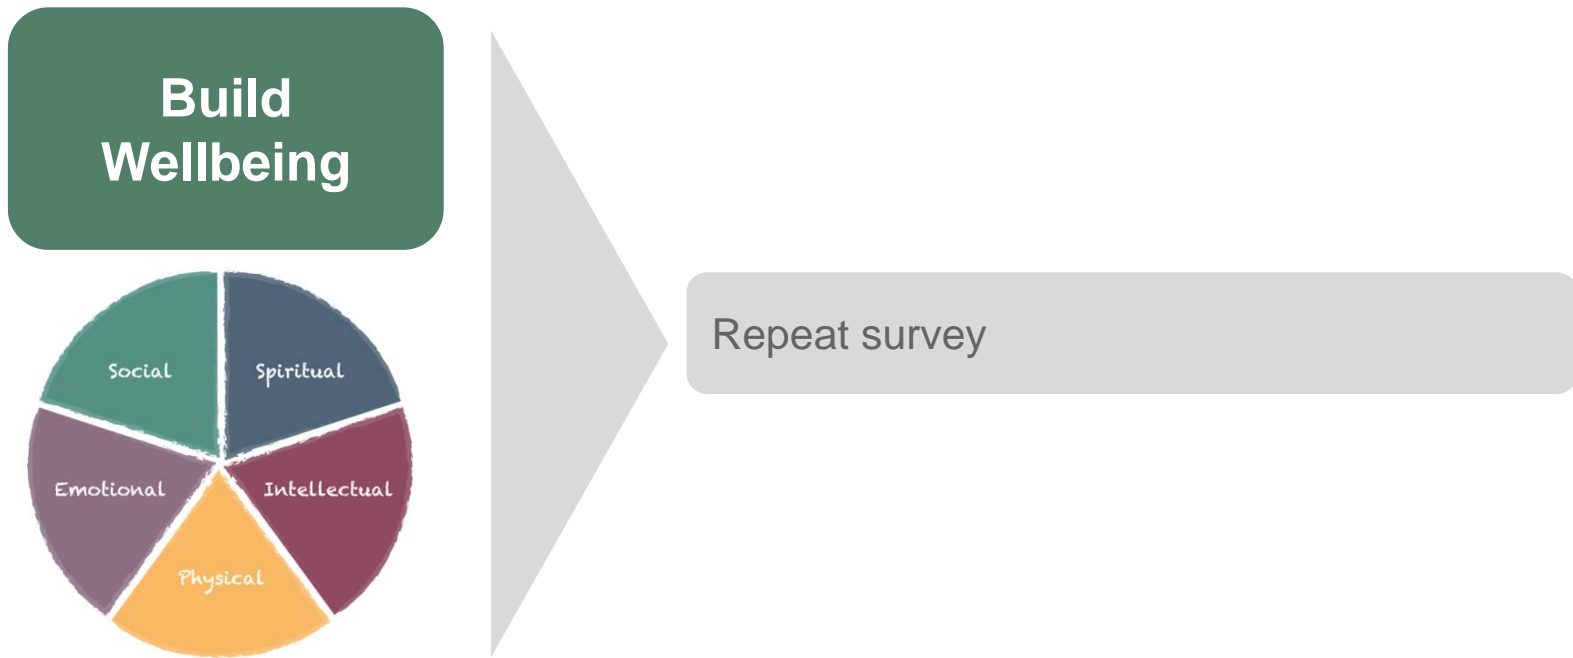 Build
Wellbeing
Social
Spiritual
Emotional
Intellectual
Physical
Repeat survey